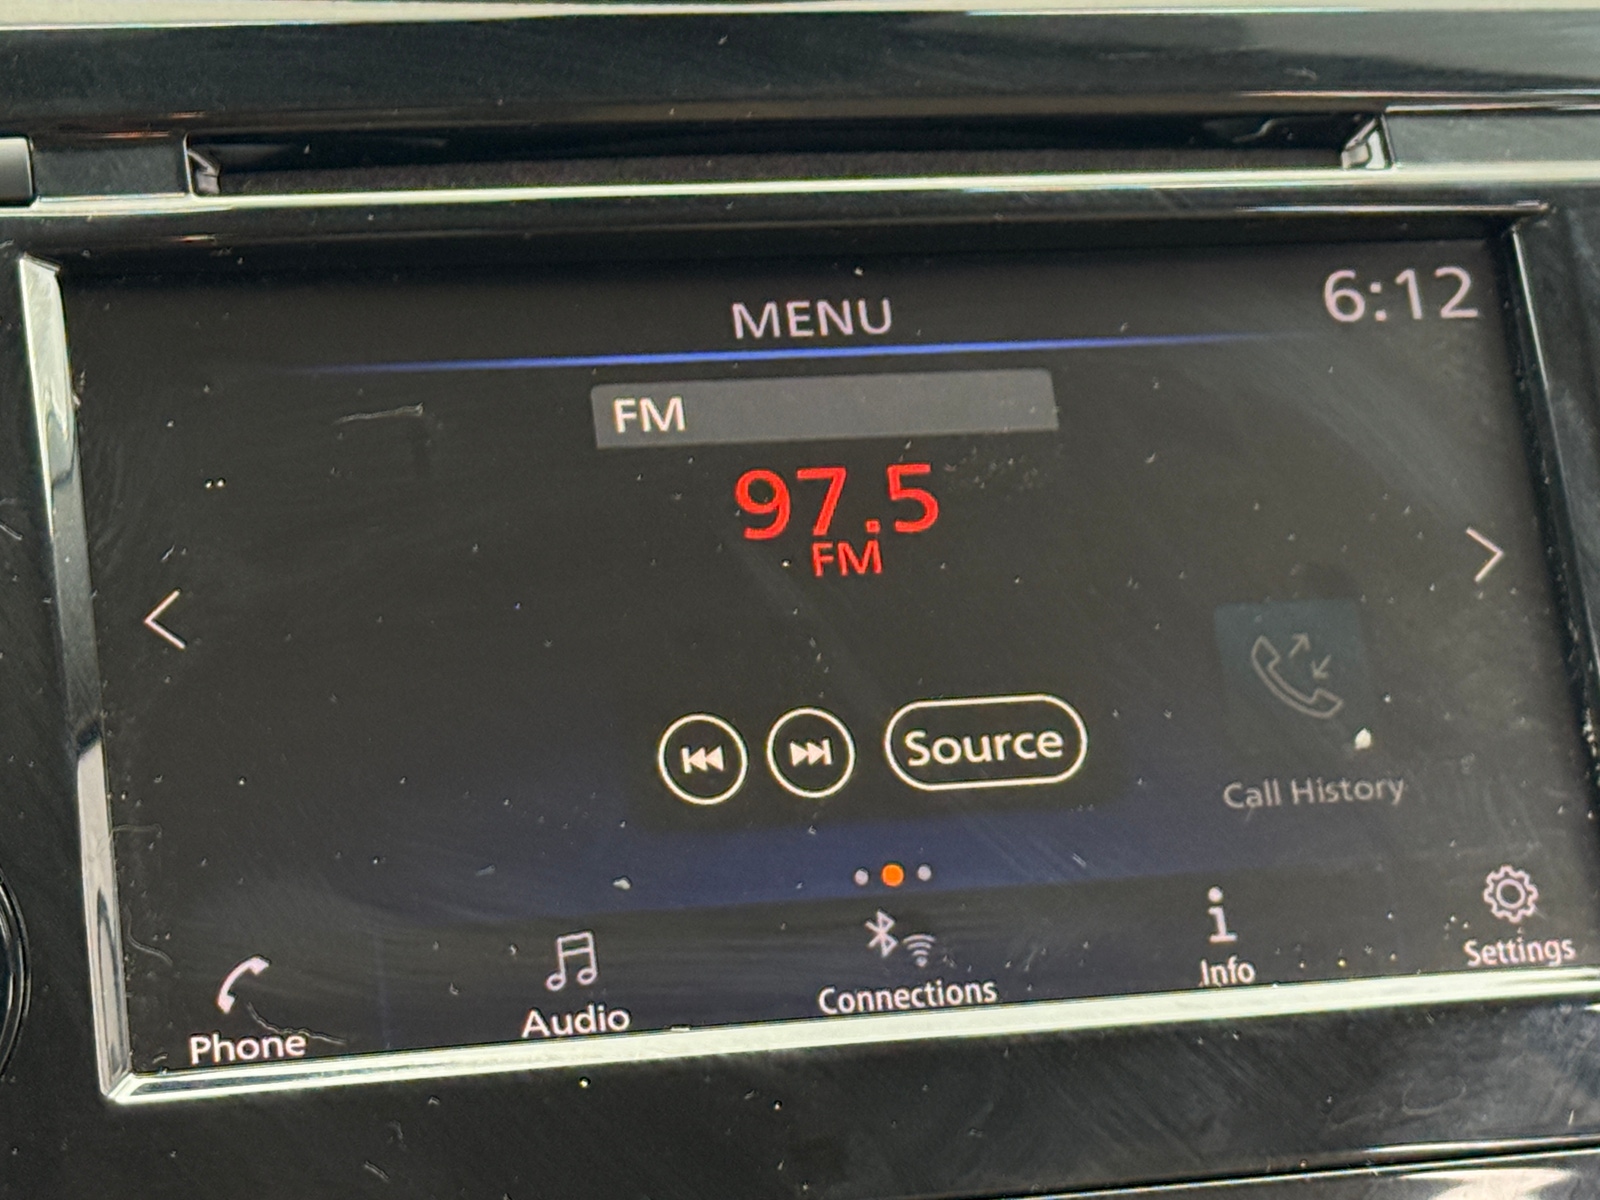 MENU
6:12
FM
97.5
FM
Source
Call History
Phone
Audio
Connections
Info
Settings